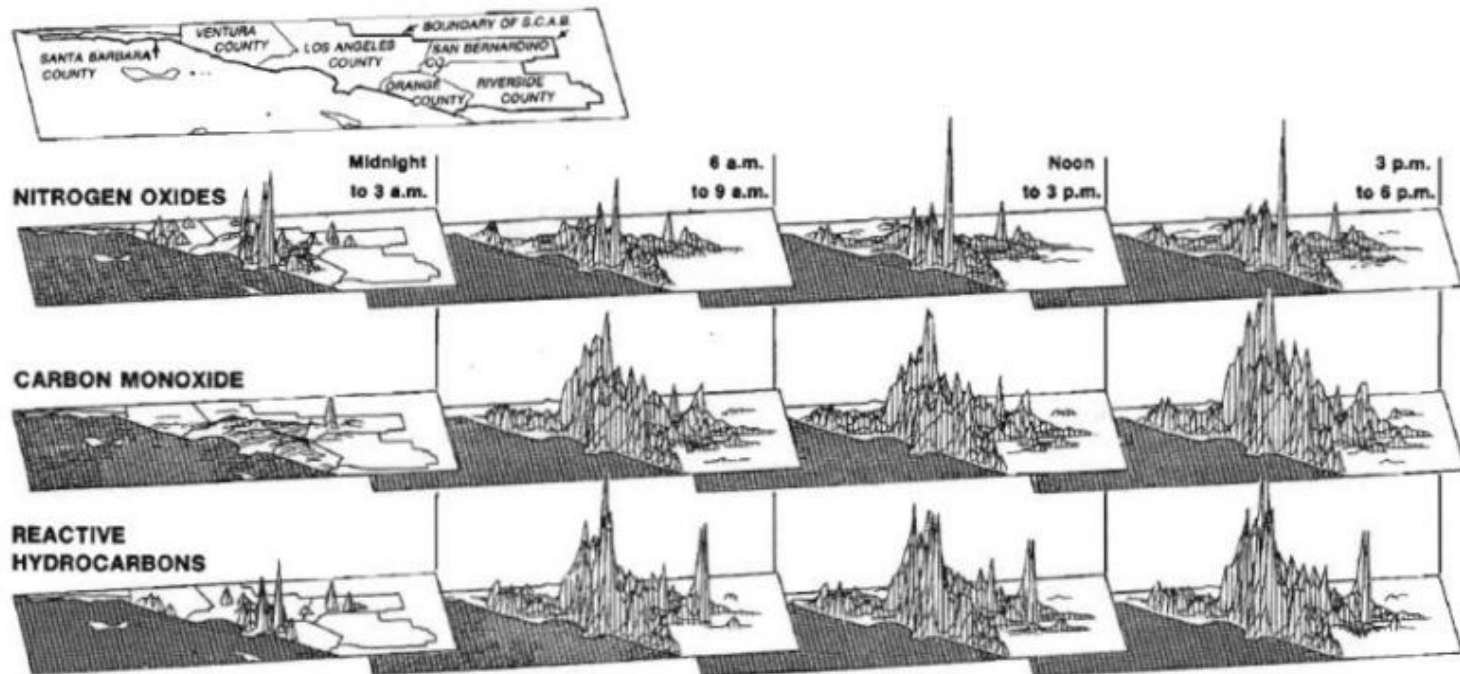 BOUNDARY OF S.C.A.B.
VENTURA
COUNTY
LOS ANGELES
COUNTY
SAN BERNARDINO
CO.
SANTA BARBARA
COUNTY
ORANGE
COUNTY
RIVERSIDE
COUNTY
NITROGEN OXIDES
Midnight
to 3 a.m.
6 a.m.
to 9 a.m.
Noon
to 3 p.m.
3 p.m.
to 6 p.m.
CARBON MONOXIDE
REACTIVE
HYDROCARBONS